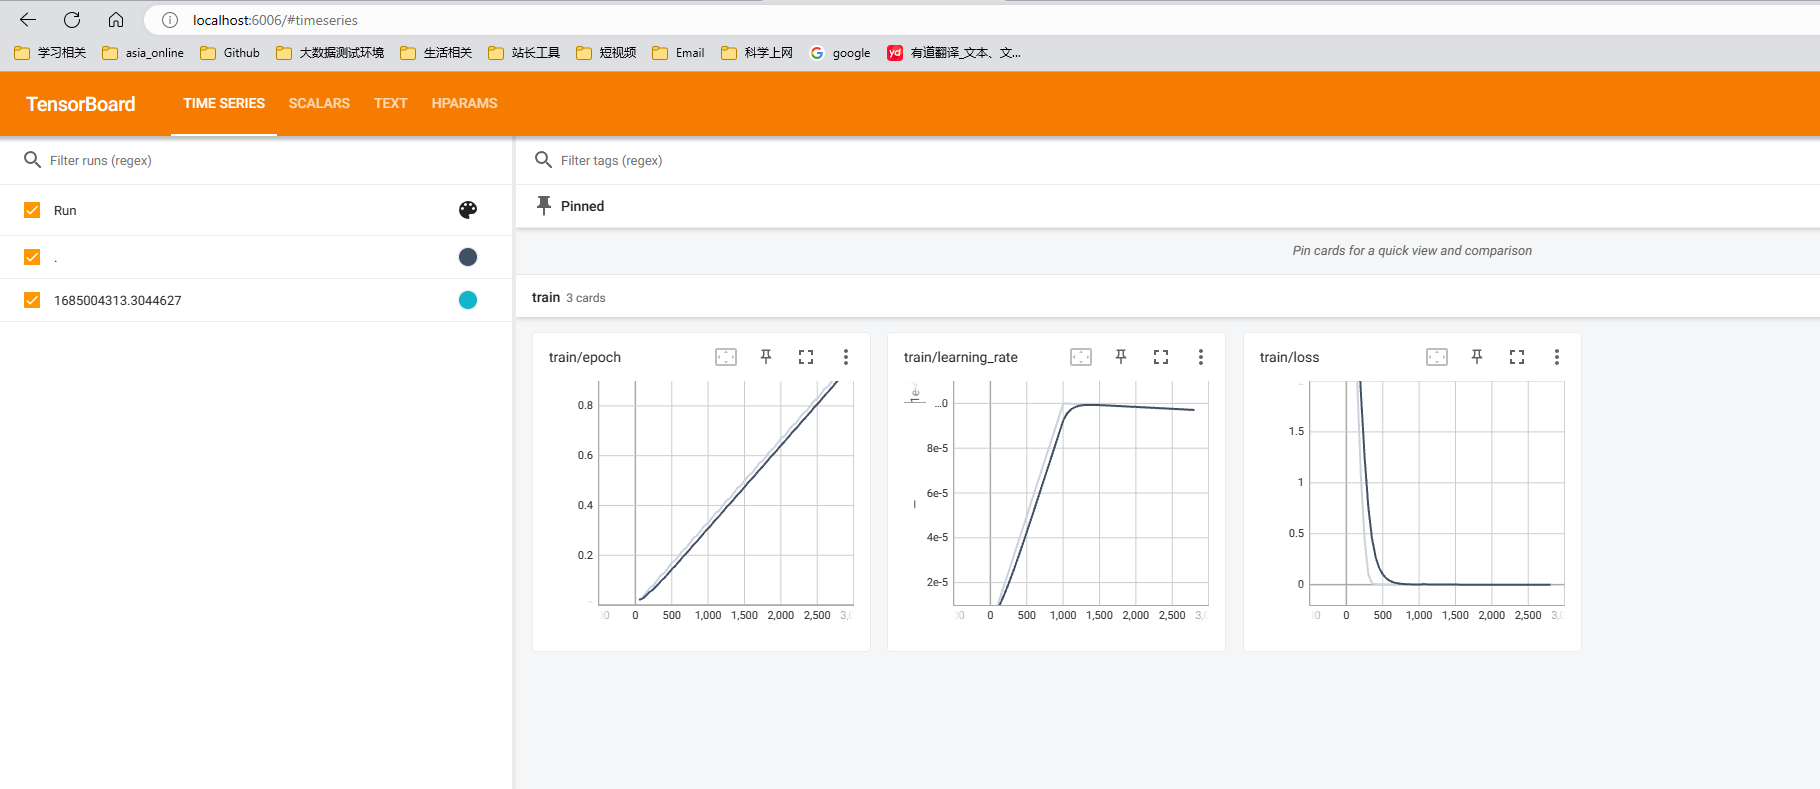 localhost:6006/#timeseries
学习相关 asia_online Github 大数据测试环境 生活相关 站长工具 短视频 Email 科学上网 google 有道翻译_文本、文...
TensorBoard TIME SERIES SCALARS TEXT HPARAMS
Filter runs (regex)
Run
.
1685004313.3044627
Filter tags (regex)
Pinned
Pin cards for a quick view and comparison
train 3 cards
train/epoch
0.8
0.6
0.4
0.2
0 500 1,000 1,500 2,000 2,500
train/learning_rate
...0
8e-5
6e-5
4e-5
2e-5
0 500 1,000 1,500 2,000 2,500
train/loss
1.5
1
0.5
0
0 500 1,000 1,500 2,000 2,500